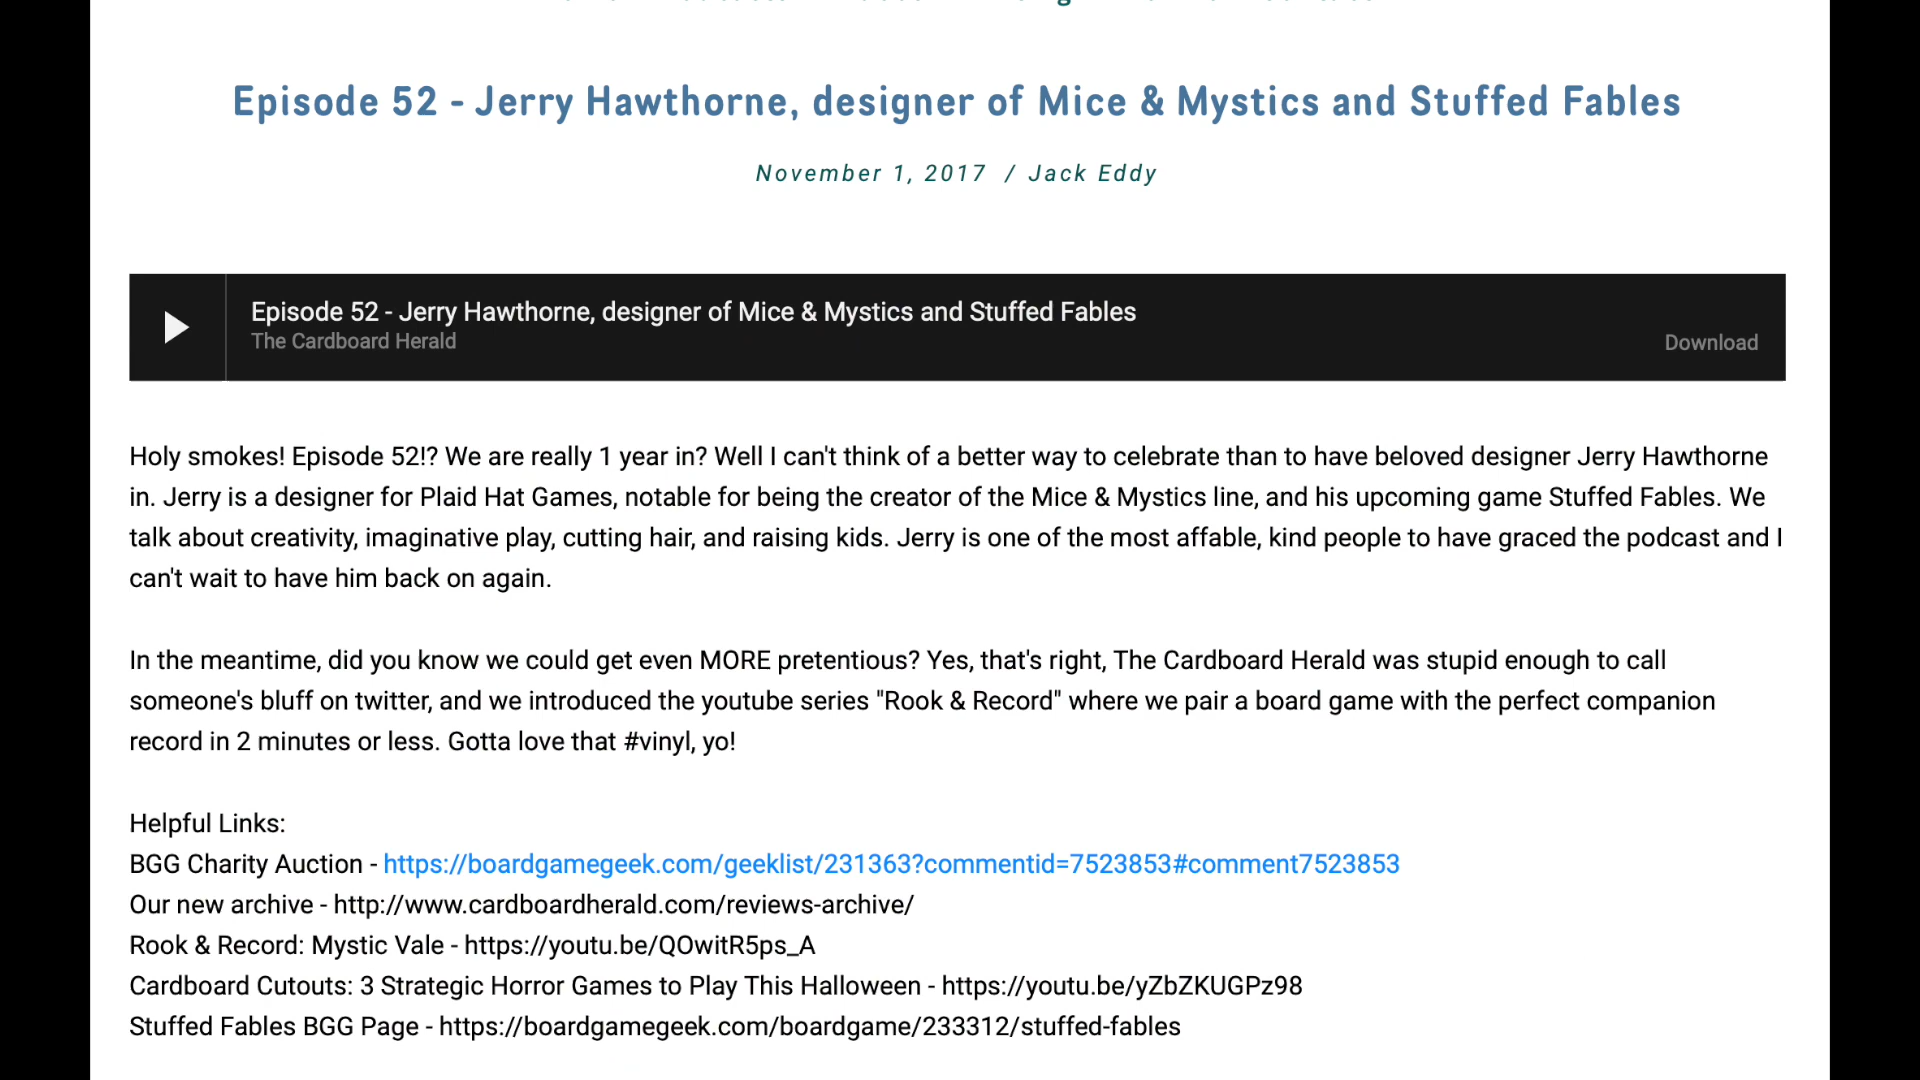 Episode 52 - Jerry Hawthorne, designer of Mice & Mystics and Stuffed Fables
November 1, 2017 / Jack Eddy
Episode 52 - Jerry Hawthorne, designer of Mice & Mystics and Stuffed Fables
The Cardboard Herald
Download
Holy smokes! Episode 52!? We are really 1 year in? Well I can't think of a better way to celebrate than to have beloved designer Jerry Hawthorne
in. Jerry is a designer for Plaid Hat Games, notable for being the creator of the Mice & Mystics line, and his upcoming game Stuffed Fables. We
talk about creativity, imaginative play, cutting hair, and raising kids. Jerry is one of the most affable, kind people to have graced the podcast and I
can't wait to have him back on again.
In the meantime, did you know we could get even MORE pretentious? Yes, that's right, The Cardboard Herald was stupid enough to call
someone's bluff on twitter, and we introduced the youtube series "Rook & Record" where we pair a board game with the perfect companion
record in 2 minutes or less. Gotta love that #vinyl, yo!
Helpful Links:
BGG Charity Auction - https://boardgamegeek.com/geeklist/231363?commentid=7523853#comment7523853
Our new archive - http://www.cardboardherald.com/reviews-archive/
Rook & Record: Mystic Vale - https://youtu.be/QOwitR5ps_A
Cardboard Cutouts: 3 Strategic Horror Games to Play This Halloween - https://youtu.be/yZbZKUGPz98
Stuffed Fables BGG Page - https://boardgamegeek.com/boardgame/233312/stuffed-fables